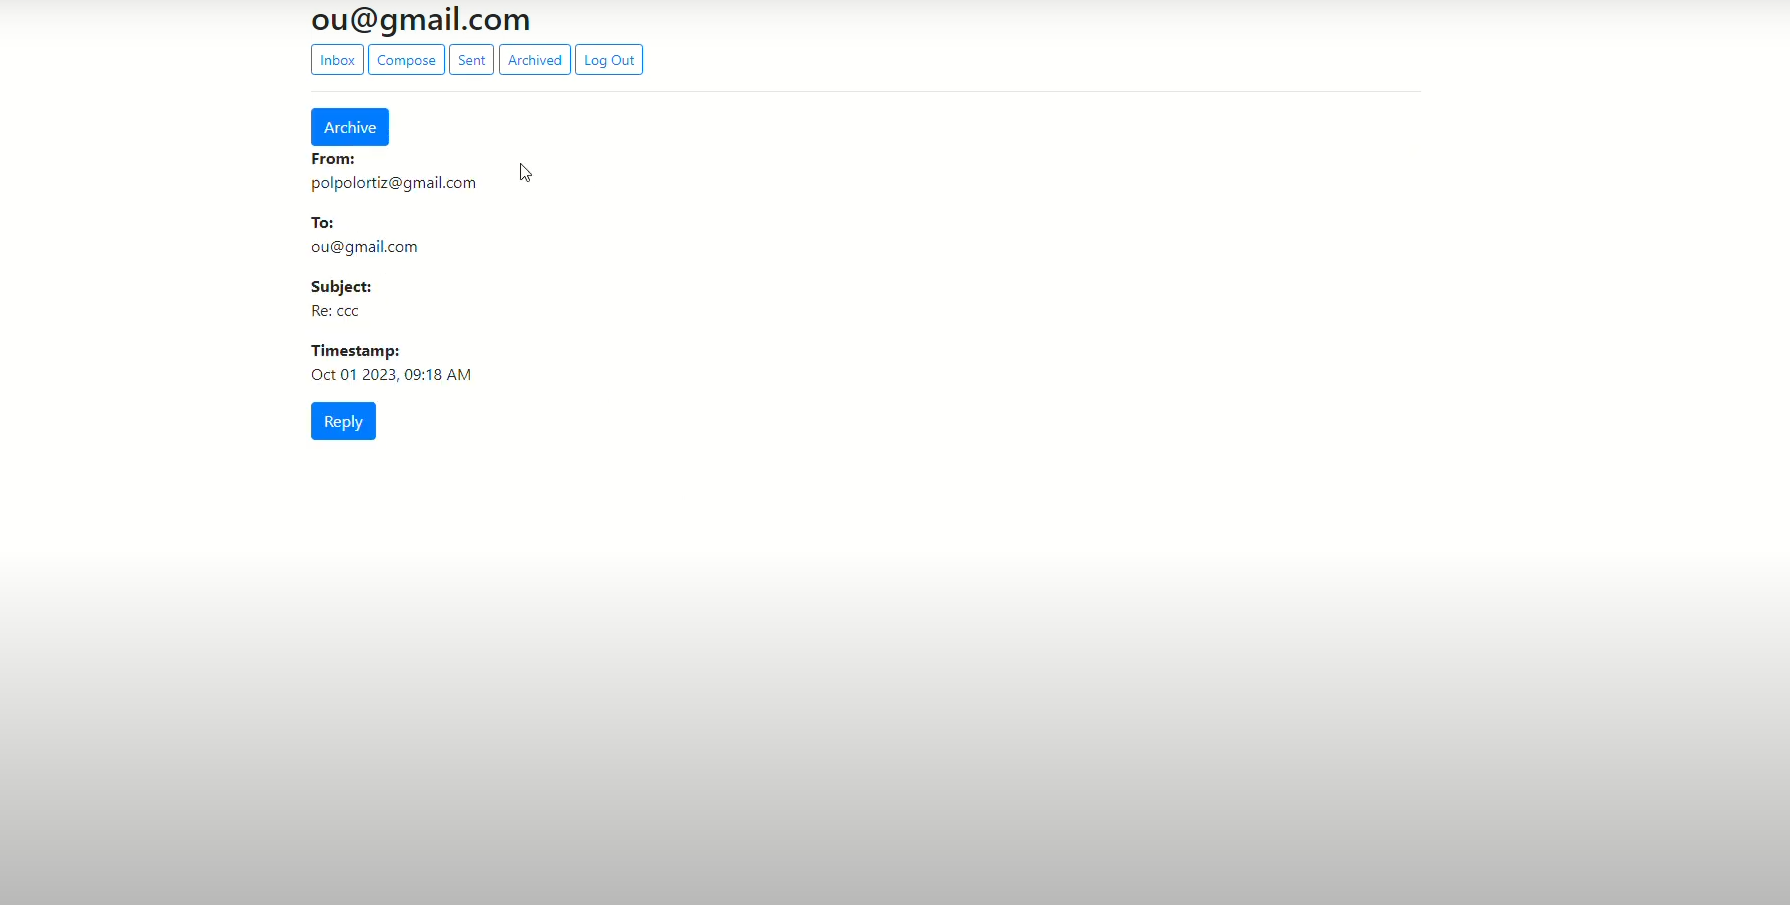 ou@gmail.com
Inbox Compose Sent Archived Log Out
Archive
From:
polpolortiz@gmail.com
To:
ou@gmail.com
Subject:
Re: ccc
Timestamp:
Oct 01 2023, 09:18 AM
Reply